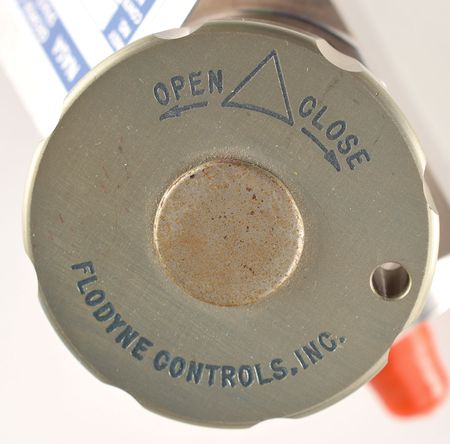 OPEN
CLOSE
FLODYNE CONTROLS, INC.